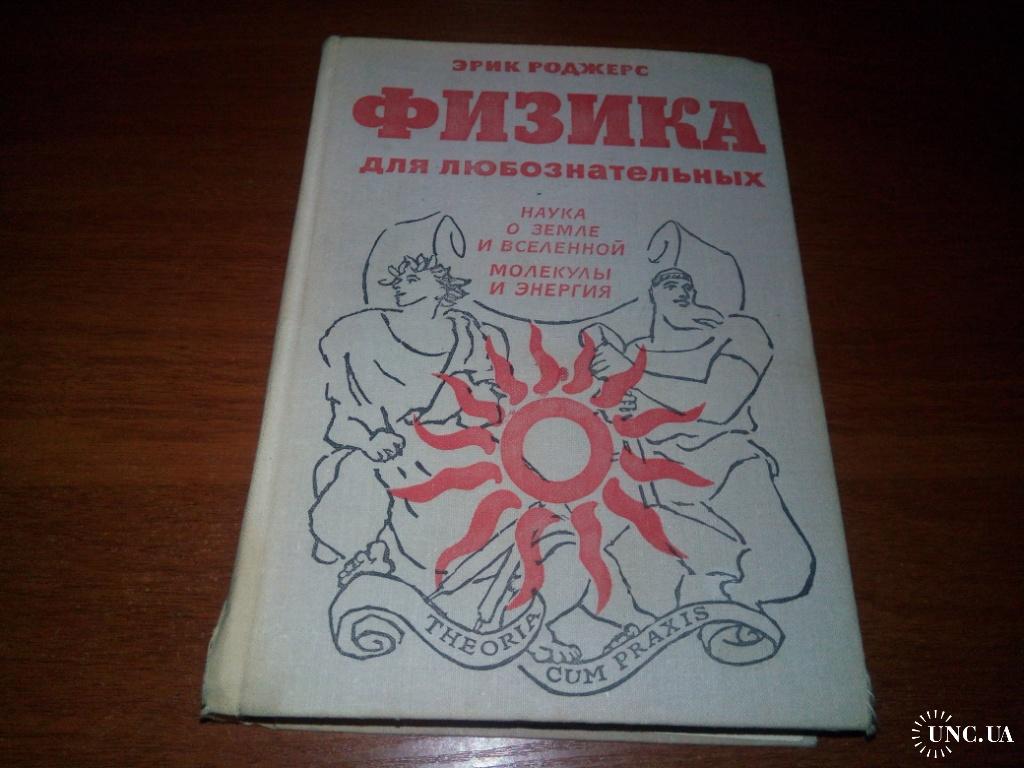 ЭРИК РОДЖЕРС
ФИЗИКА
ДЛЯ ЛЮБОЗНАТЕЛЬНЫХ
НАУКА
О ЗЕМЛЕ
И ВСЕЛЕННОЙ
МОЛЕКУЛЫ
И ЭНЕРГИЯ
THEORIA
CUM PRAXIS
UNC.UA